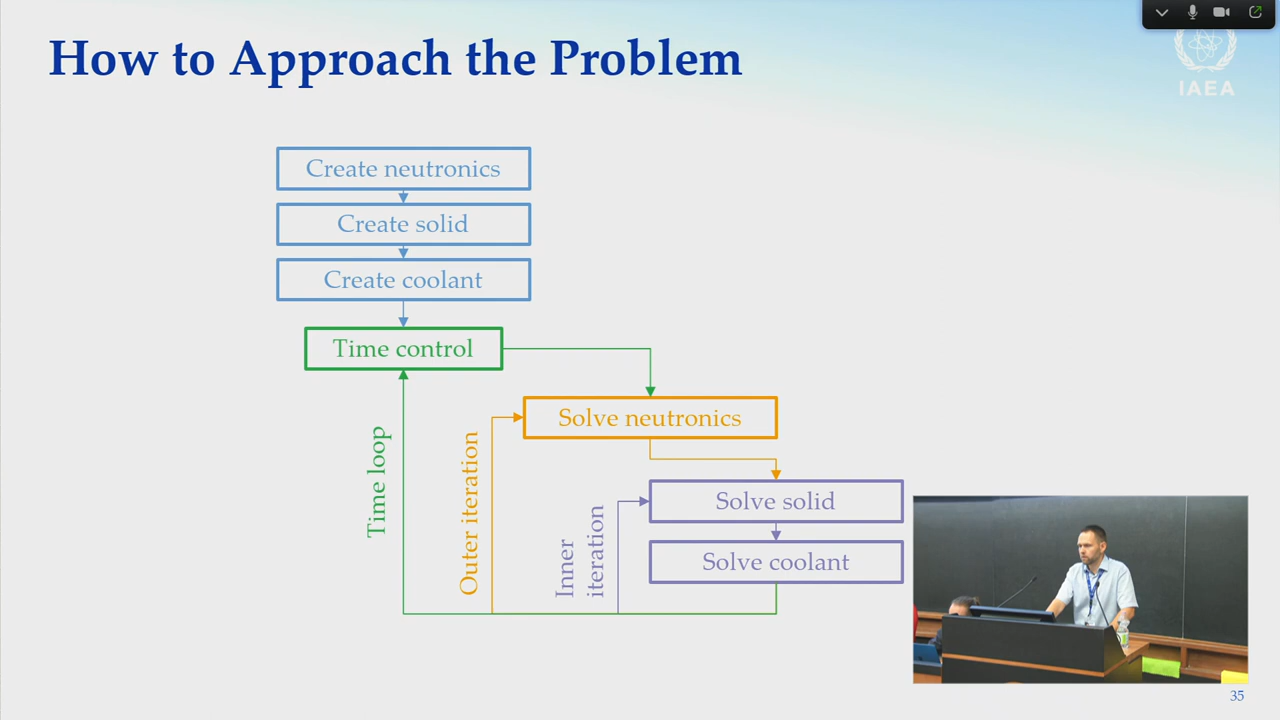 How to Approach the Problem
IAEA
Create neutronics
Create solid
Create coolant
Time control
Solve neutronics
Solve solid
Solve coolant
Time loop
Outer iteration
Inner
iteration
35